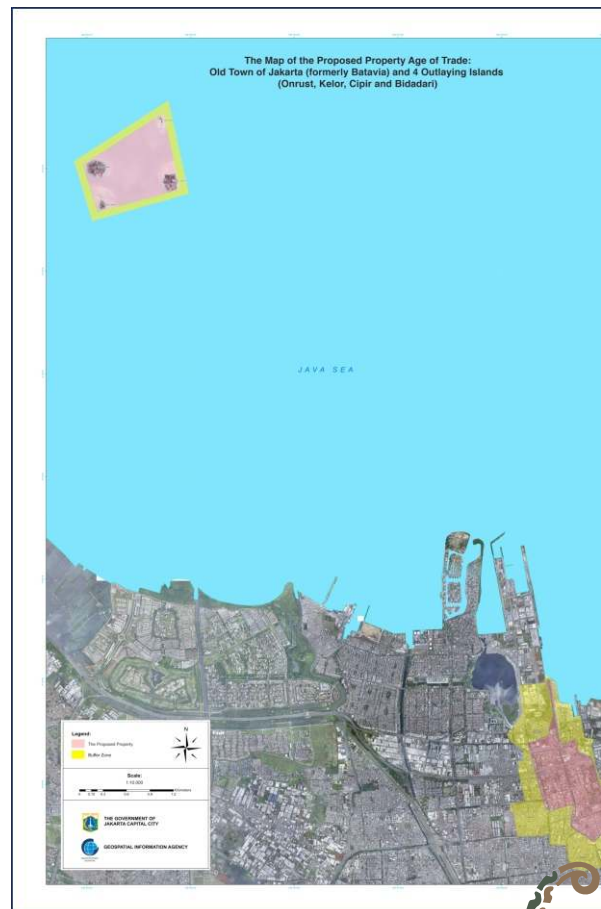 The Map of the Proposed Property Age of Trade:
Old Town of Jakarta (formerly Batavia) and 4 Outlaying Islands
(Onrust, Kelor, Cipir and Bidadari)
JAVA SEA
Legend:
N
The Proposed Property
Buffer Zone
Scale:
THE GOVERNMENT OF
JAKARTA CAPITAL CITY
GEOSPATIAL INFORMATION AGENCY